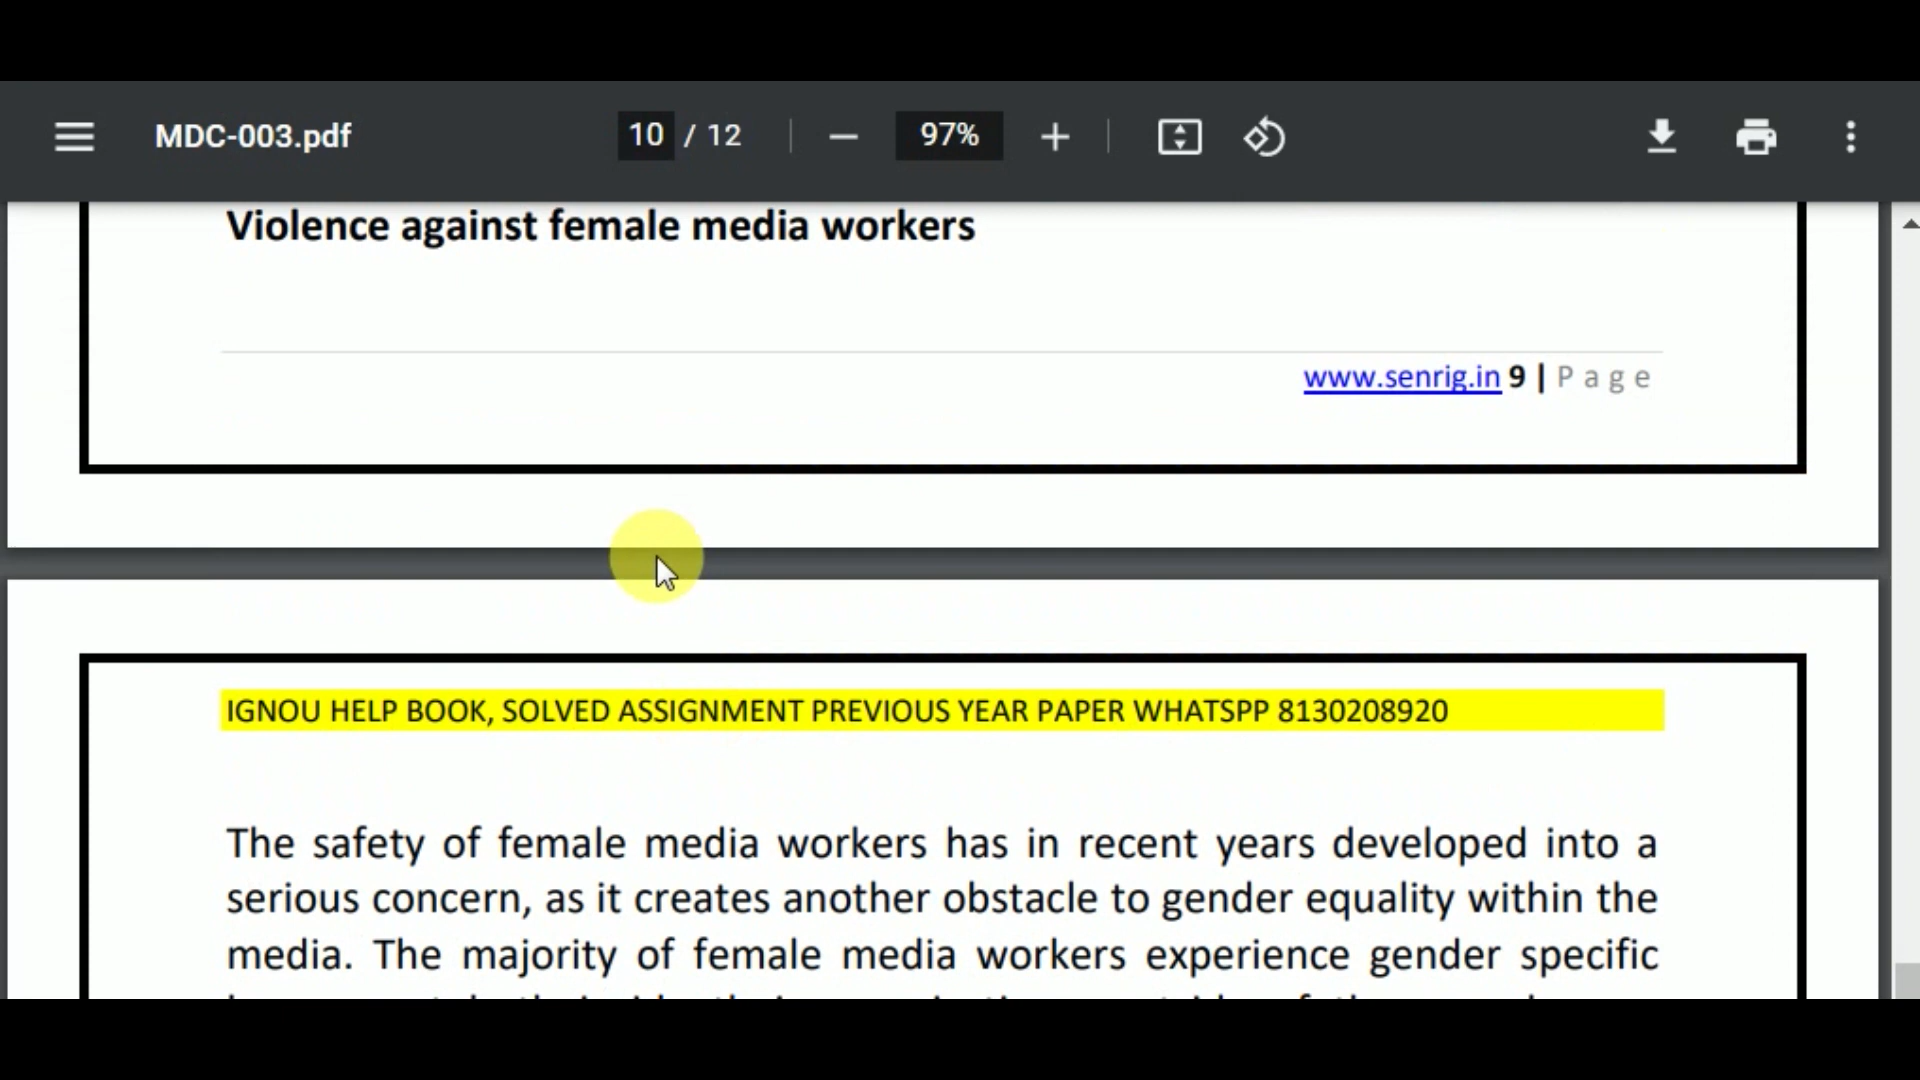 MDC-003.pdf
10 / 12
97%
Violence against female media workers
www.senrig.in 9 | Page
IGNOU HELP BOOK, SOLVED ASSIGNMENT PREVIOUS YEAR PAPER WHATSPP 8130208920
The safety of female media workers has in recent years developed into a
serious concern, as it creates another obstacle to gender equality within the
media. The majority of female media workers experience gender specific